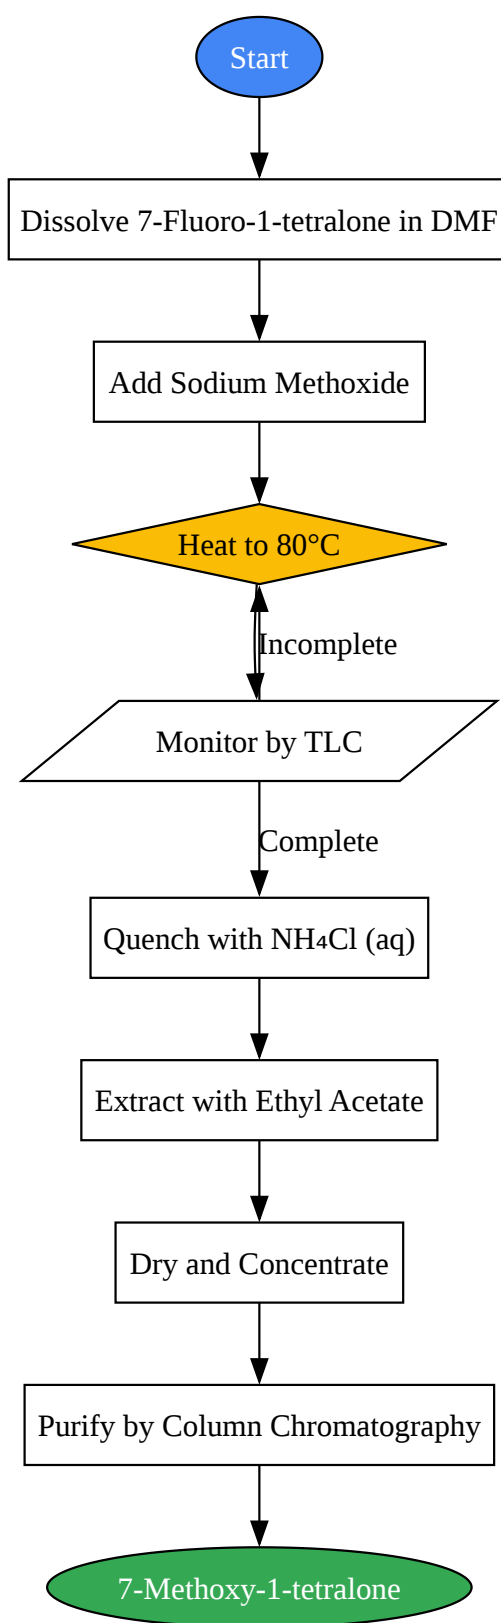 Start
Dissolve 7-Fluoro-1-tetralone in DMF
Add Sodium Methoxide
Heat to 80°C
Incomplete
Monitor by TLC
Complete
Quench with NH₄Cl (aq)
Extract with Ethyl Acetate
Dry and Concentrate
Purify by Column Chromatography
7-Methoxy-1-tetralone